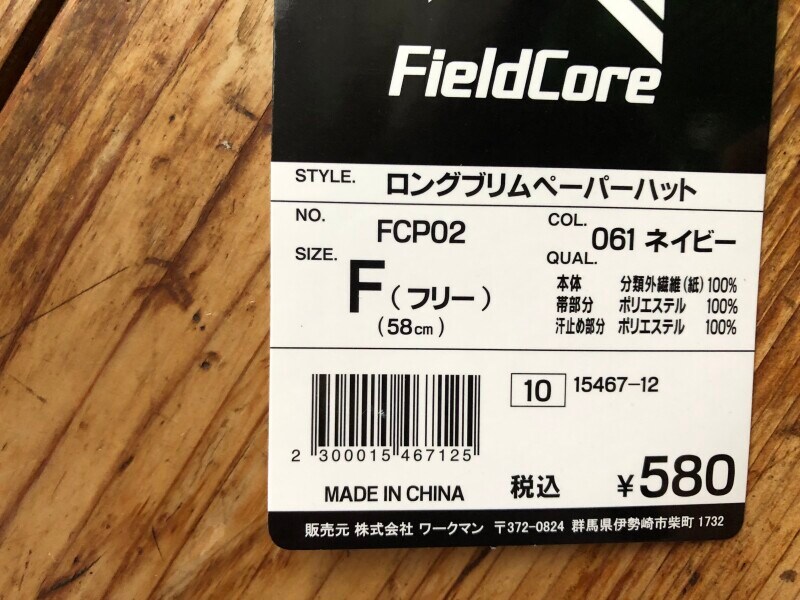 FieldCore
STYLE. ロングブリムペーパーハット
NO. FCP02
COL. 061 ネイビー
SIZE. F(フリー)
(58cm)
QUAL.
本体 分類外繊維(紙)100%
帯部分 ポリエステル 100%
汗止め部分 ポリエステル 100%
10 15467-12
2 300015 467125
MADE IN CHINA
税込 ¥580
販売元 株式会社 ワークマン 〒372-0824 群馬県伊勢崎市柴町 1732